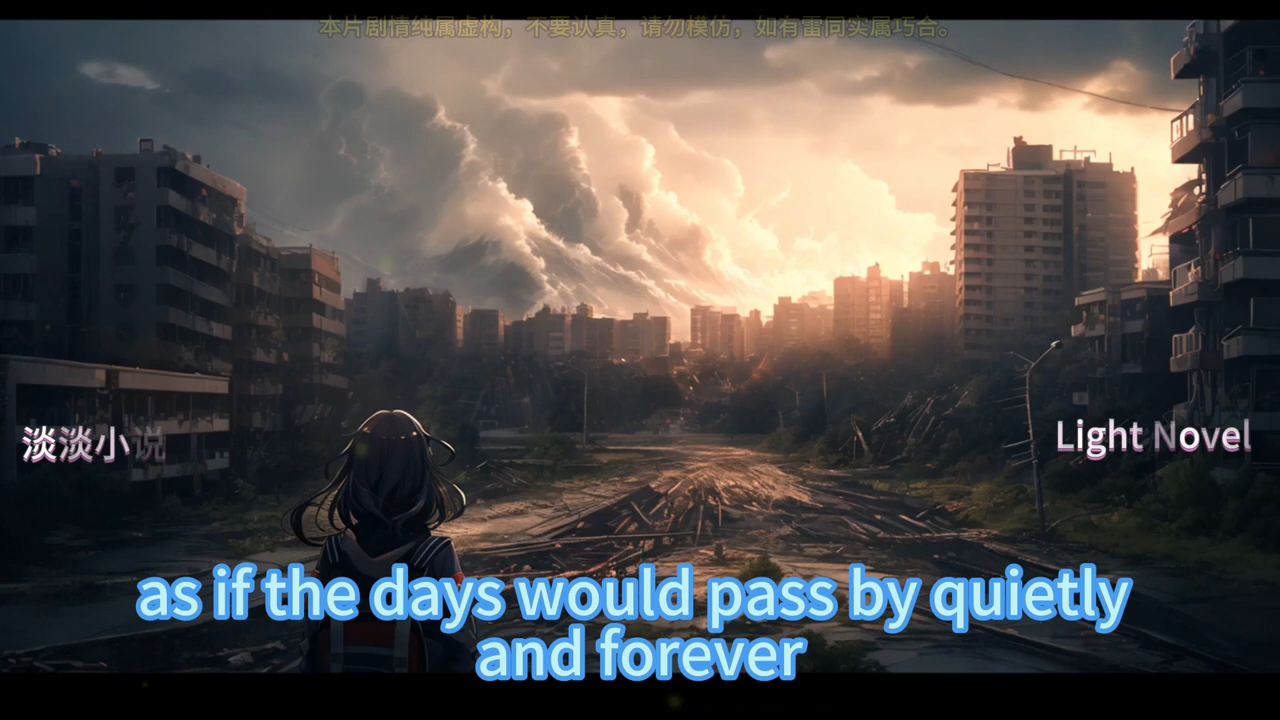 本片剧情纯属虚构，不要认真，请勿模仿，如有雷同实属巧合。
淡淡小说
Light Novel
as if the days would pass by quietly
and forever